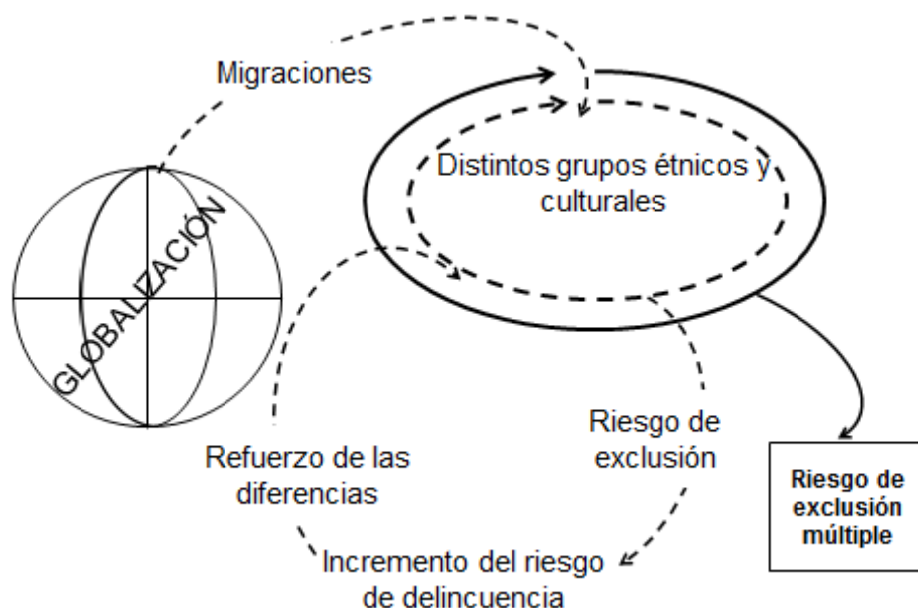 Migraciones
Distintos grupos étnicos y
culturales
GLOBALIZACIÓN
Riesgo de
exclusión
Refuerzo de las
diferencias
Riesgo de
exclusión
múltiple
Incremento del riesgo
de delincuencia